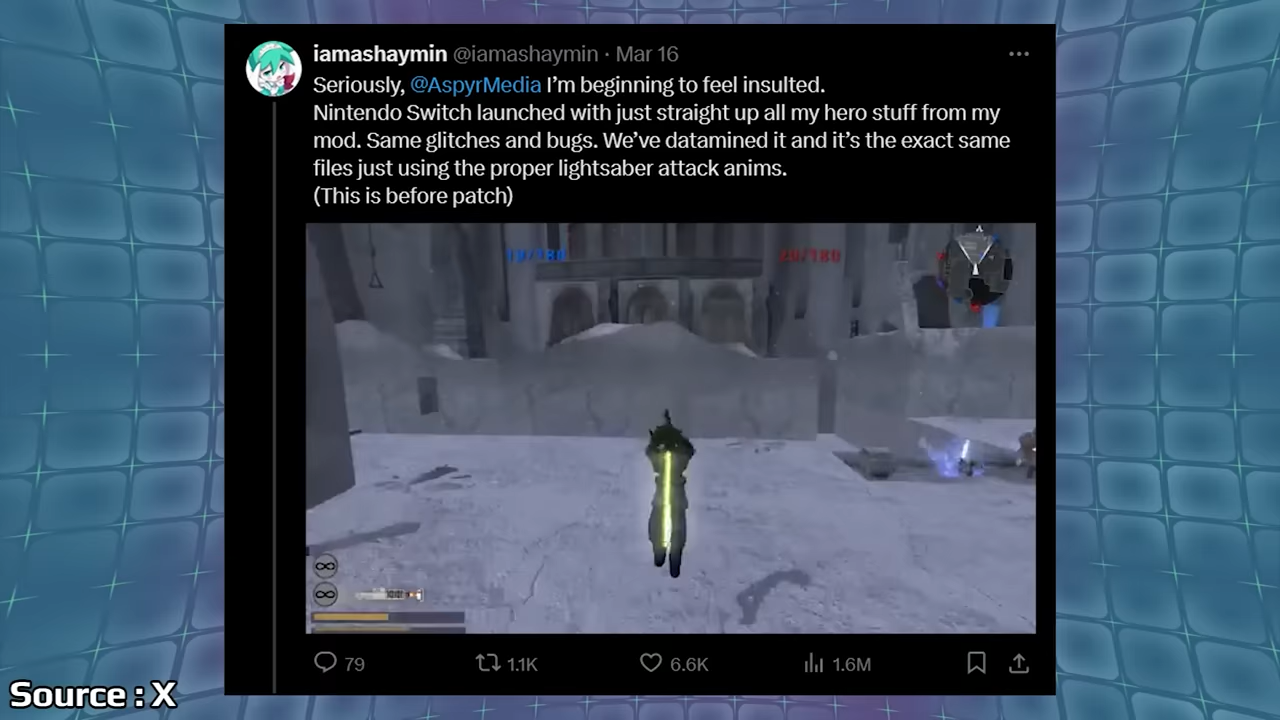 iamashaymin @iamashaymin · Mar 16
Seriously, @AspyrMedia I’m beginning to feel insulted.
Nintendo Switch launched with just straight up all my hero stuff from my
mod. Same glitches and bugs. We’ve datamined it and it’s the exact same
files just using the proper lightsaber attack anims.
(This is before patch)
79 1.1K 6.6K 1.6M
Source : X